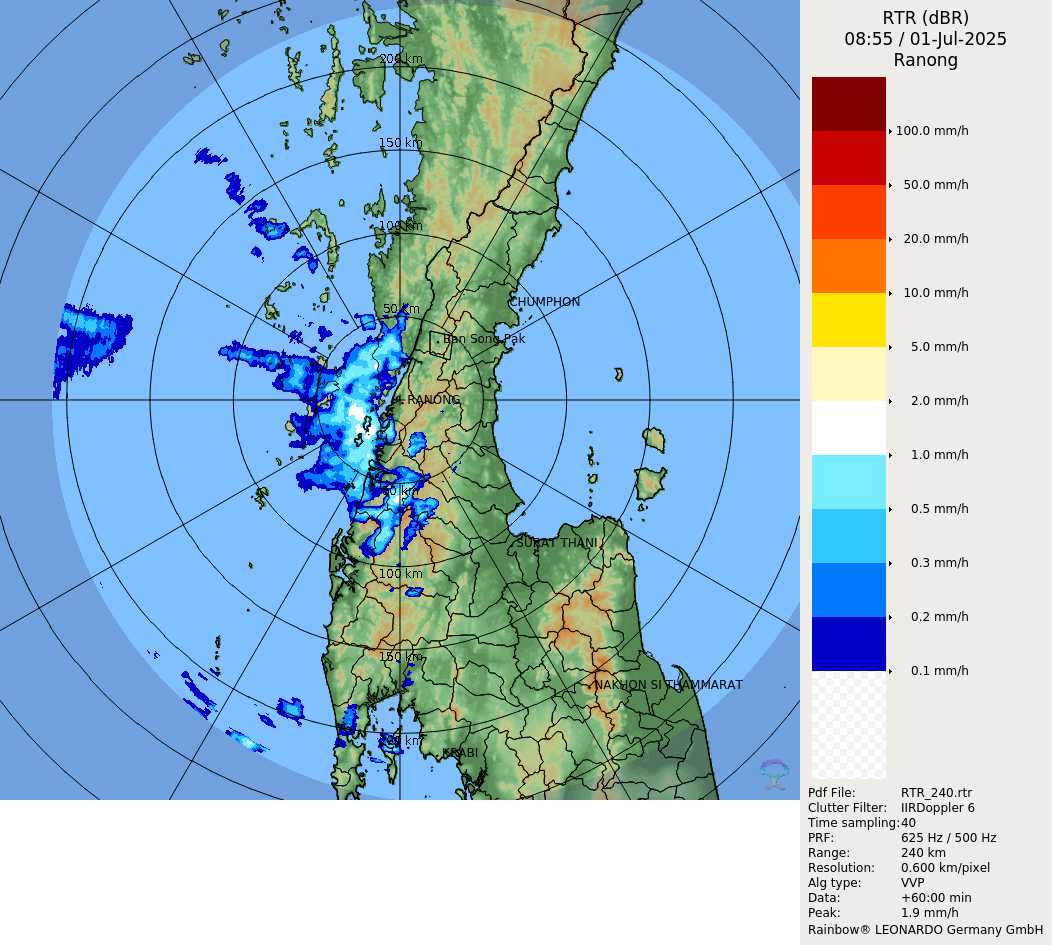 RTR (dBR)
08:55 / 01-Jul-2025
Ranong
100.0 mm/h
50.0 mm/h
20.0 mm/h
10.0 mm/h
5.0 mm/h
2.0 mm/h
1.0 mm/h
0.5 mm/h
0.3 mm/h
0.2 mm/h
0.1 mm/h
200 km
150 km
100 km
50 km
CHUMPHON
Ban Song Pak
RANONG
50 km
SURAT THANI
100 km
150 km
NAKHON SI THAMMARAT
200 km
KRABI
Pdf File: RTR_240.rtr
Clutter Filter: IIRDoppler 6
Time sampling:40
PRF: 625 Hz / 500 Hz
Range: 240 km
Resolution: 0.600 km/pixel
Alg type: VVP
Data: +60:00 min
Peak: 1.9 mm/h
Rainbow® LEONARDO Germany GmbH